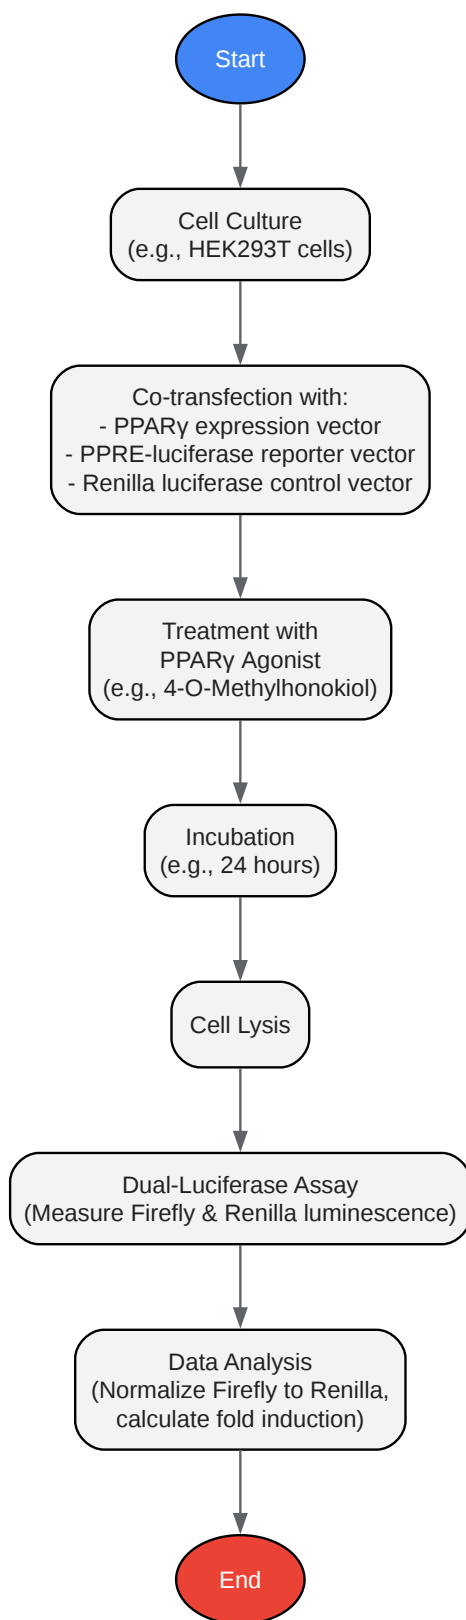 Start
Cell Culture
(e.g., HEK293T cells)
Co-transfection with:
- PPARγ expression vector
- PPRE-luciferase reporter vector
- Renilla luciferase control vector
Treatment with
PPARγ Agonist
(e.g., 4-O-Methylhonokiol)
Incubation
(e.g., 24 hours)
Cell Lysis
Dual-Luciferase Assay
(Measure Firefly & Renilla luminescence)
Data Analysis
(Normalize Firefly to Renilla,
calculate fold induction)
End